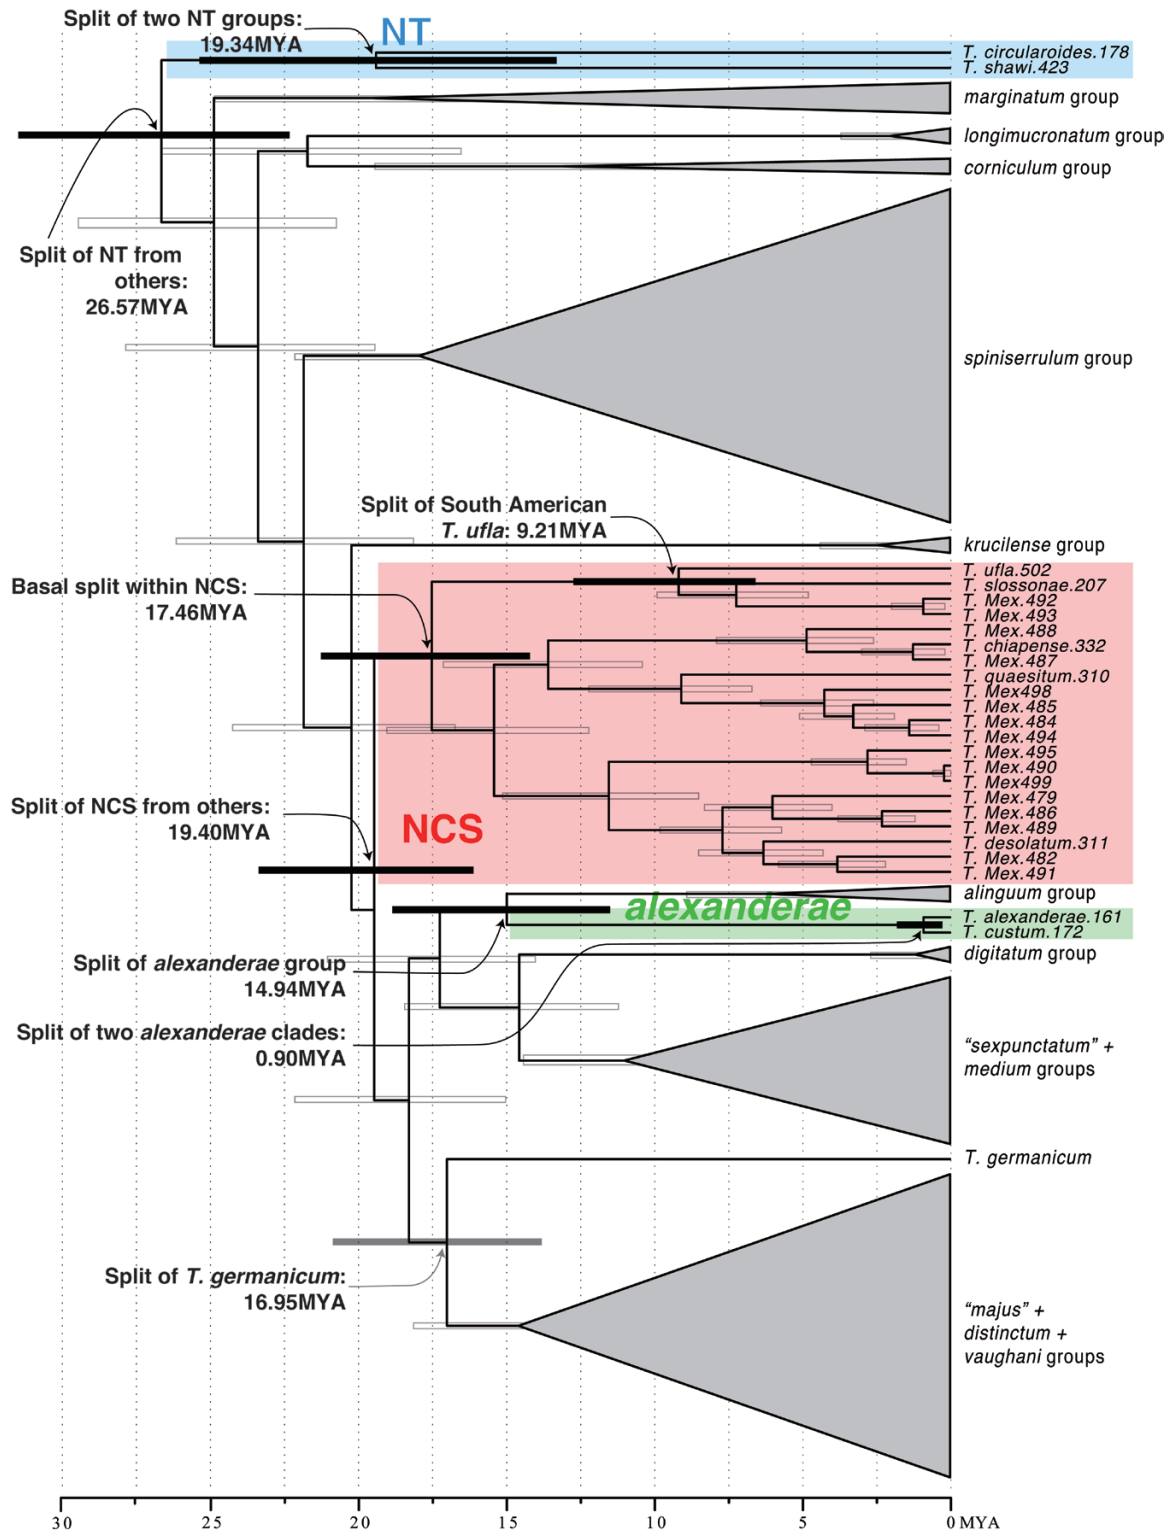 Split of two NT groups:
19.34MYA
NT
T. circularoides.178
T. shawi.423
marginatum group
longimucronatum group
corniculum group
Split of NT from
others:
26.57MYA
spiniserrulum group
Split of South American
T. ufla: 9.21MYA
krucilense group
Basal split within NCS:
17.46MYA
T. ufla.502
T. slossonae.207
T. Mex.492
T. Mex.493
T. Mex.488
T. chiapense.332
T. Mex.487
T. quaesitum.310
T. Mex498
T. Mex.485
T. Mex.484
T. Mex.494
T. Mex.495
T. Mex.490
T. Mex499
T. Mex.479
T. Mex.486
T. Mex.489
T. desolatum.311
T. Mex.482
T. Mex.491
Split of NCS from others:
19.40MYA
NCS
alinguum group
alexanderae
T. alexanderae.161
T. custum.172
digitatum group
Split of alexanderae group
14.94MYA
Split of two alexanderae clades:
0.90MYA
"sexpunctatum" +
medium groups
T. germanicum
Split of T. germanicum:
16.95MYA
"majus" +
distinctum +
vaughani groups
30 25 20 15 10 5 0 MYA